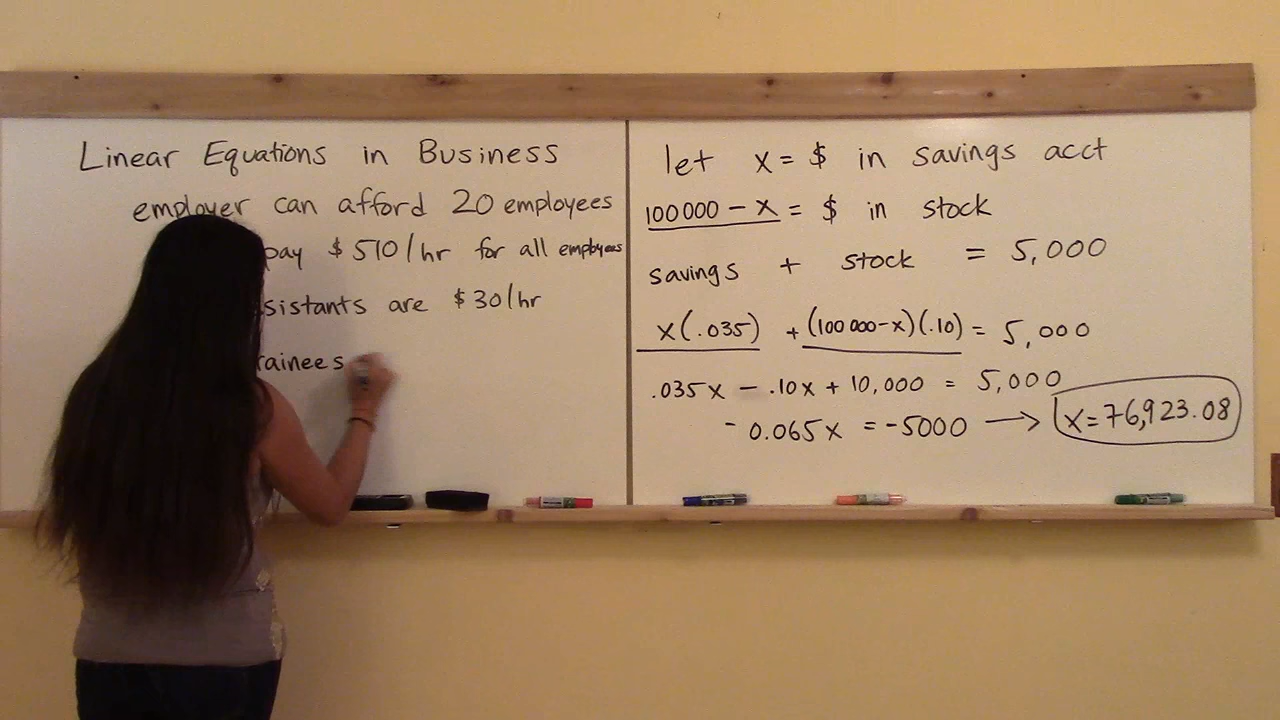 Linear Equations in Business
employer can afford 20 employees
pay $510/hr for all employees
sistants are $30/hr
rainees
let x = $ in savings acct
100000 - x = $ in stock
savings + stock = 5,000
x(.035) + (100000-x)(.10) = 5,000
.035x - .10x + 10,000 = 5,000
- 0.065x = -5000 → x = 76,923.08